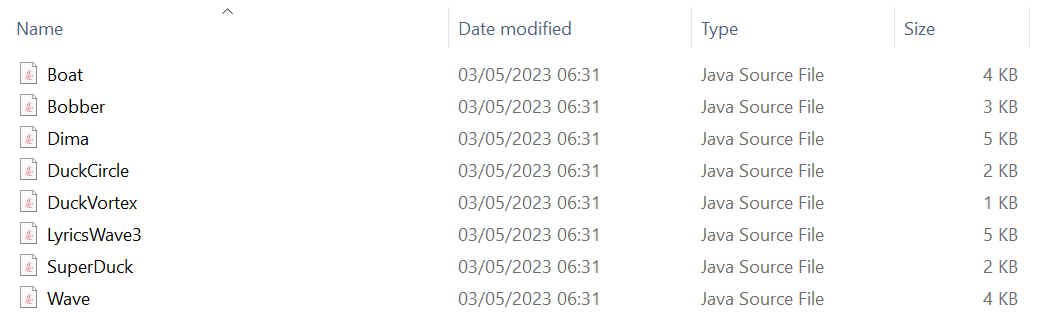 Name Date modified Type Size
Boat 03/05/2023 06:31 Java Source File 4 KB
Bobber 03/05/2023 06:31 Java Source File 3 KB
Dima 03/05/2023 06:31 Java Source File 5 KB
DuckCircle 03/05/2023 06:31 Java Source File 2 KB
DuckVortex 03/05/2023 06:31 Java Source File 1 KB
LyricsWave3 03/05/2023 06:31 Java Source File 5 KB
SuperDuck 03/05/2023 06:31 Java Source File 2 KB
Wave 03/05/2023 06:31 Java Source File 4 KB